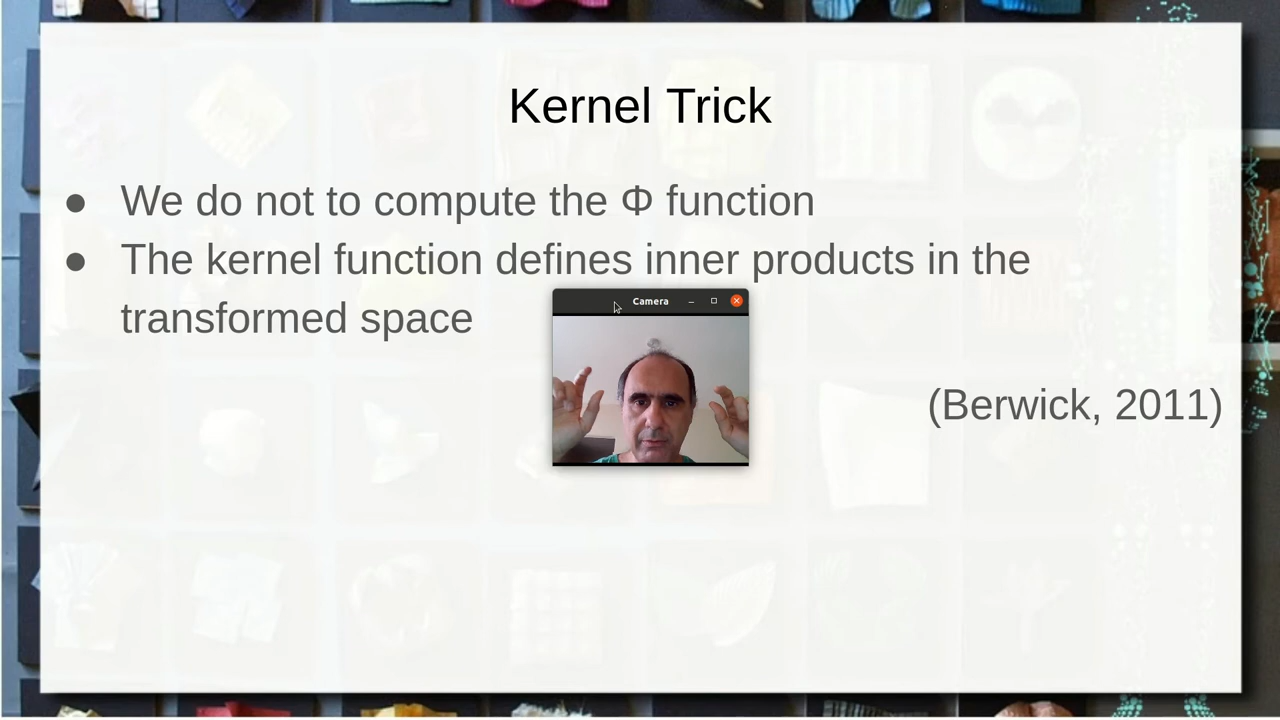 Kernel Trick
● We do not to compute the Φ function
● The kernel function defines inner products in the
transformed space
Camera
(Berwick, 2011)